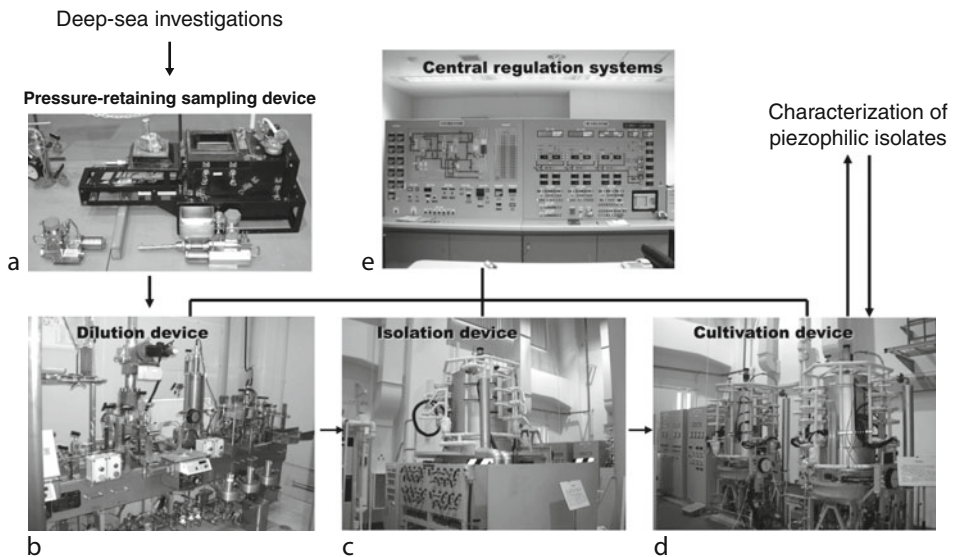 Deep-sea investigations
Pressure-retaining sampling device
Central regulation systems
Characterization of
piezophilic isolates
a
e
Dilution device
Isolation device
Cultivation device
b
c
d